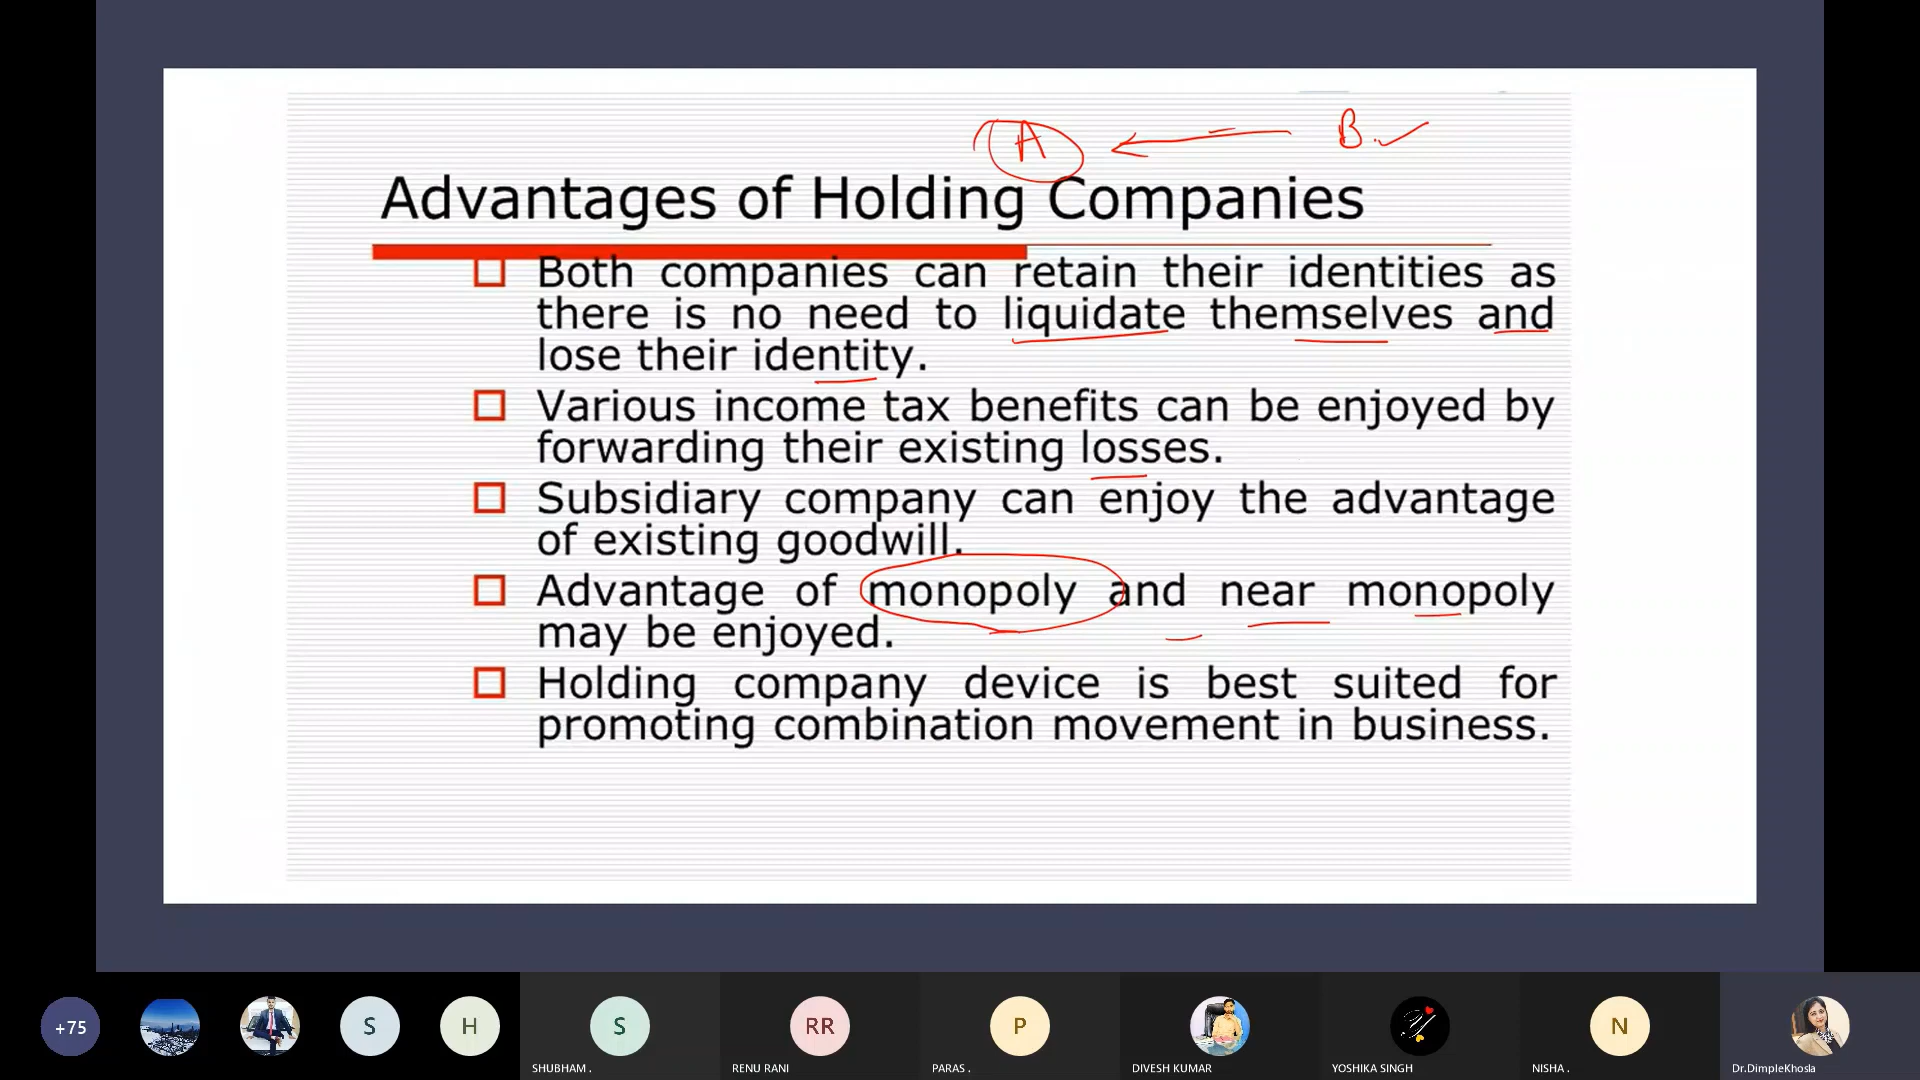 A B.
Advantages of Holding Companies
Both companies can retain their identities as
there is no need to liquidate themselves and
lose their identity.
Various income tax benefits can be enjoyed by
forwarding their existing losses.
Subsidiary company can enjoy the advantage
of existing goodwill.
Advantage of monopoly and near monopoly
may be enjoyed.
Holding company device is best suited for
promoting combination movement in business.
+75 S H S RR P N
SHUBHAM . RENU RANI PARAS . DIVESH KUMAR YOSHIKA SINGH NISHA . Dr.DimpleKhosla